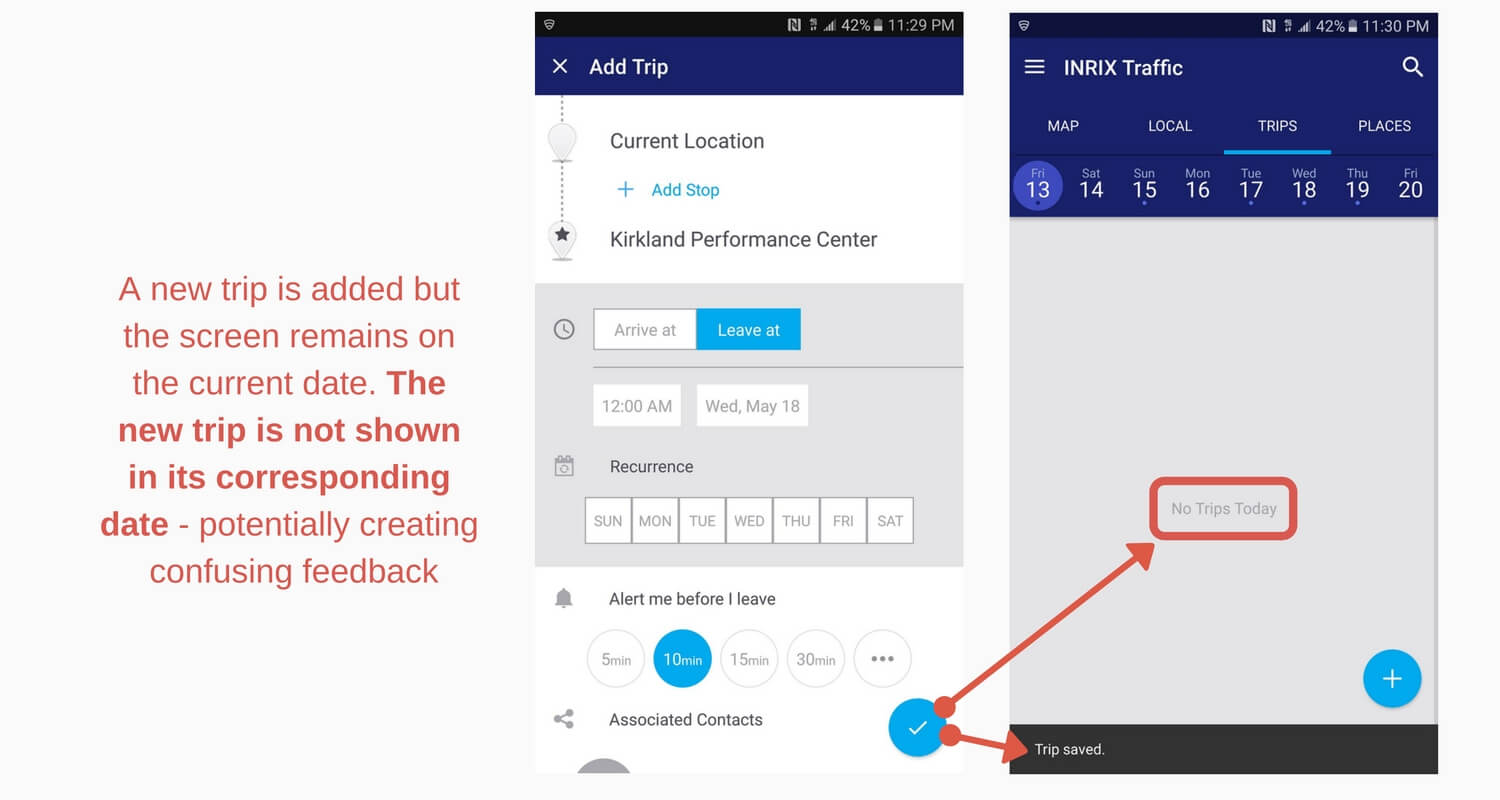 A new trip is added but
the screen remains on
the current date. The
new trip is not shown
in its corresponding
date - potentially creating
confusing feedback
42% 11:29 PM
Add Trip
Current Location
+ Add Stop
Kirkland Performance Center
Arrive at Leave at
12:00 AM Wed, May 18
Recurrence
SUN MON TUE WED THU FRI SAT
Alert me before I leave
5min 10min 15min 30min •••
Associated Contacts
42% 11:30 PM
INRIX Traffic
MAP LOCAL TRIPS PLACES
Fri Sat Sun Mon Tue Wed Thu Fri
13 14 15 16 17 18 19 20
No Trips Today
+
Trip saved.